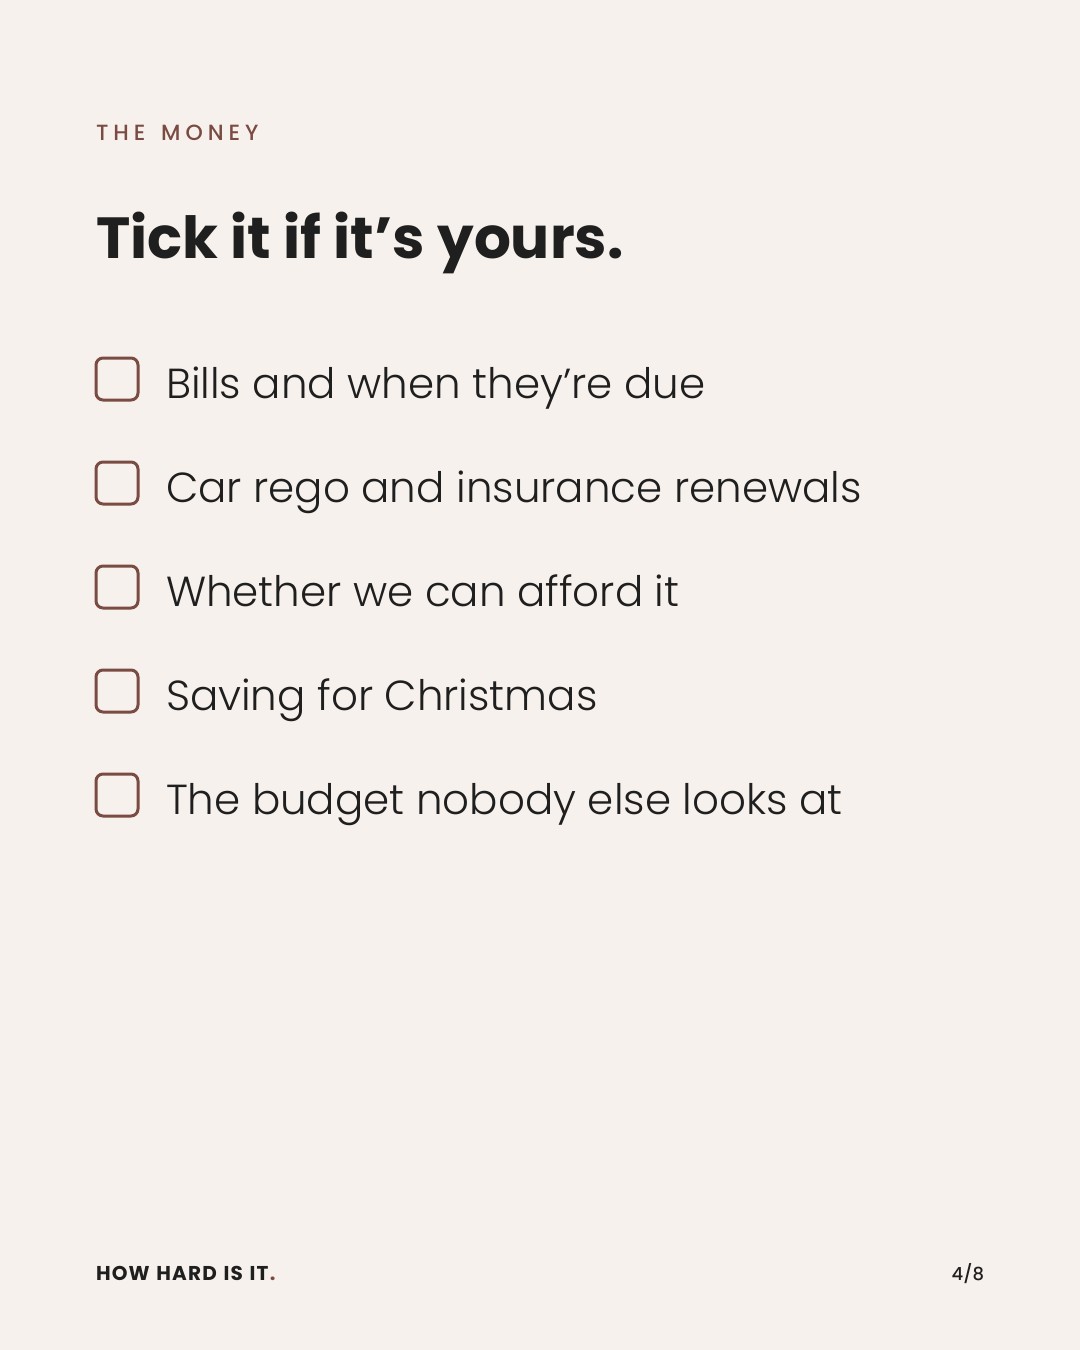 THE MONEY
Tick it if it’s yours.
Bills and when they’re due
Car rego and insurance renewals
Whether we can afford it
Saving for Christmas
The budget nobody else looks at
HOW HARD IS IT.
4/8